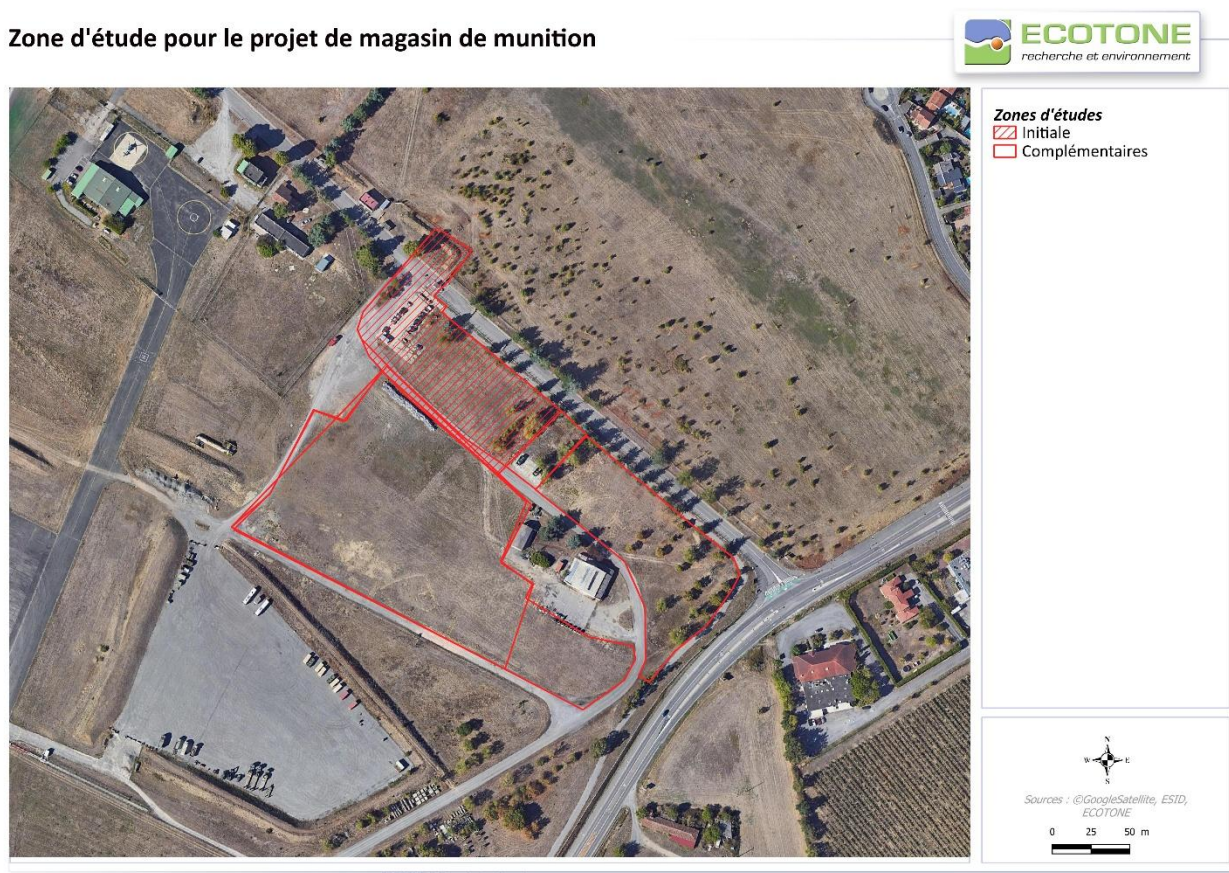 Zone d'étude pour le projet de magasin de munition
ECOTONE
recherche et environnement
Zones d'études
Initiale
Complémentaires
N
W E
S
Sources : ©GoogleSatellite, ESID,
ECOTONE
0 25 50 m